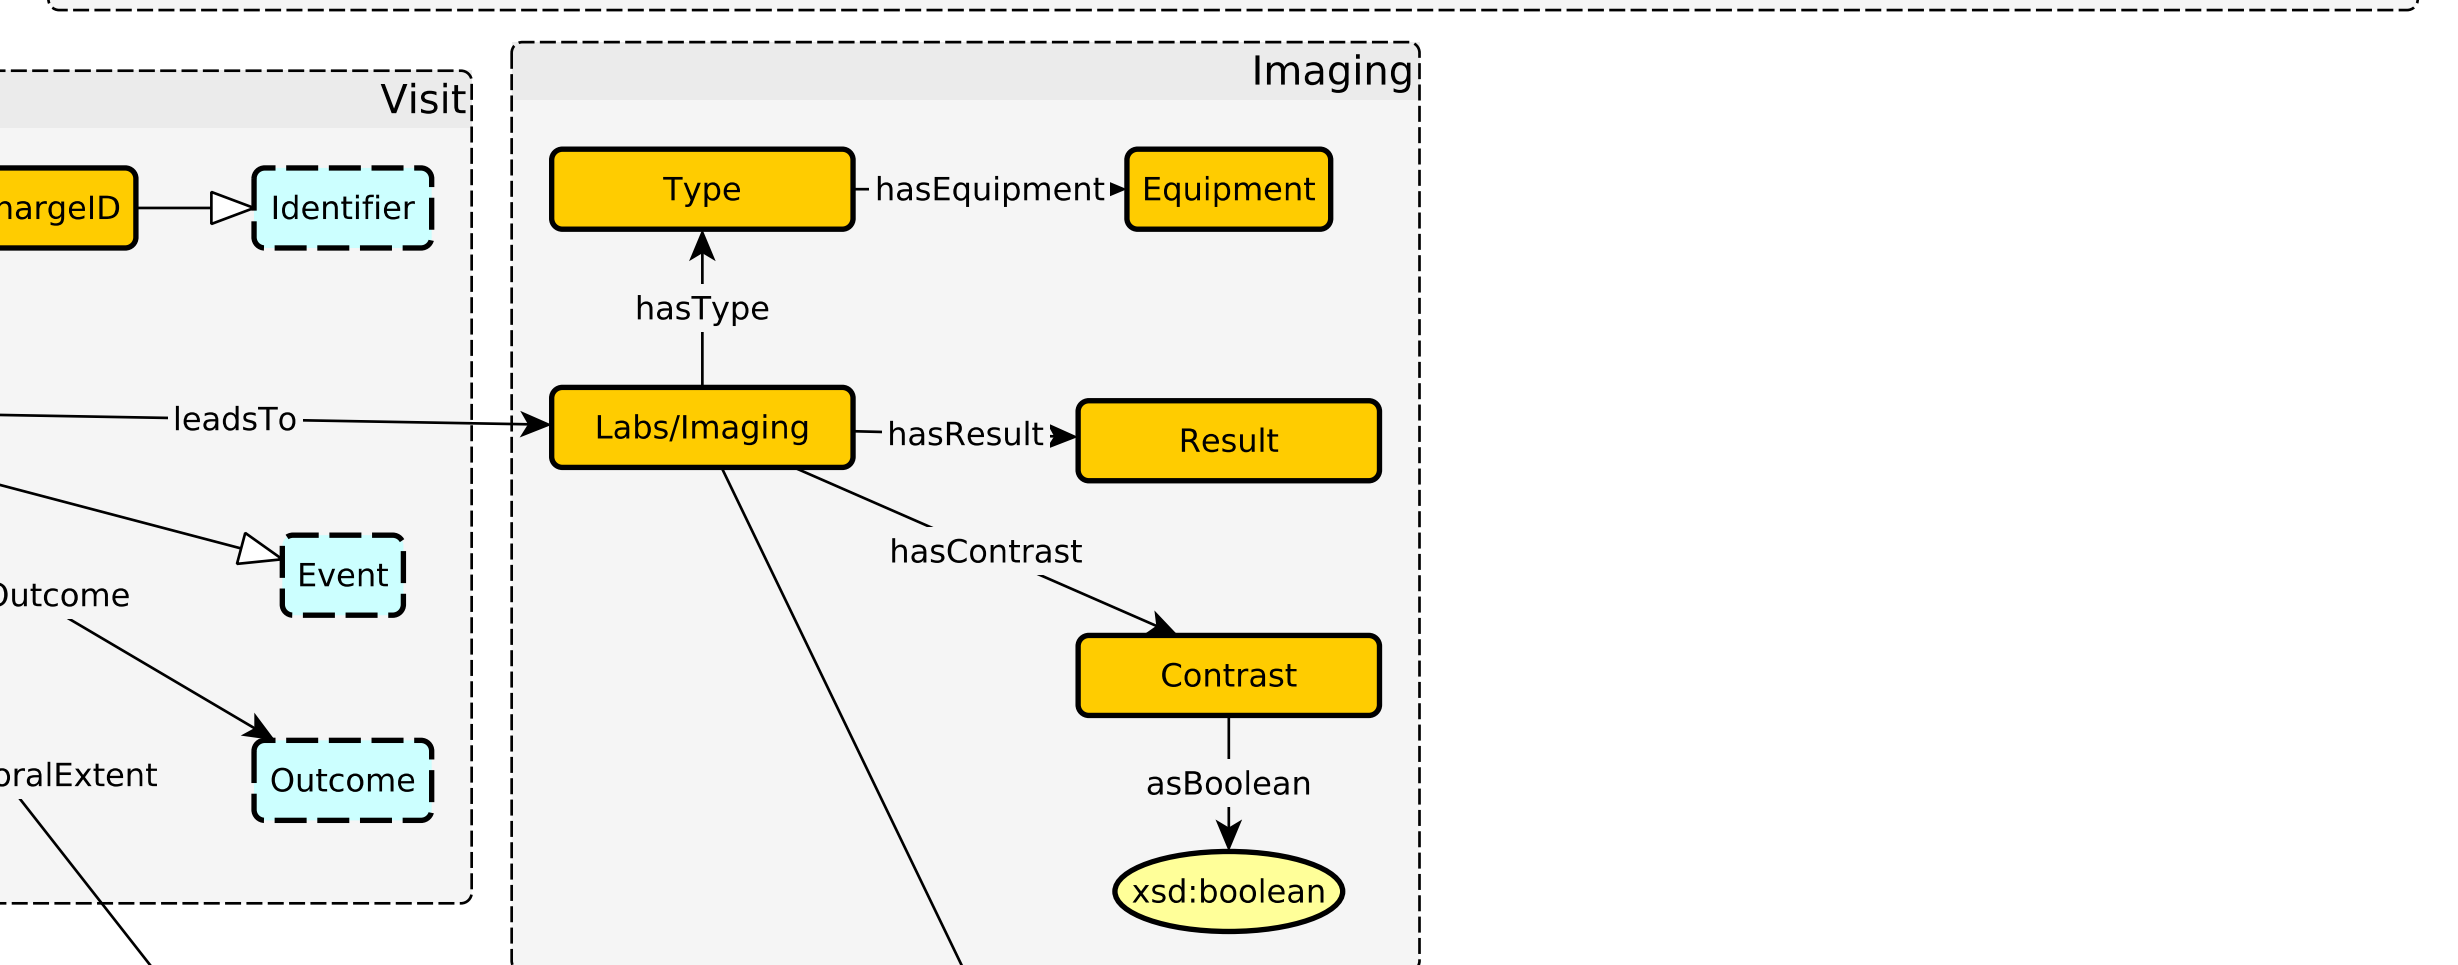 Imaging
Visit
Type
hasEquipment
Equipment
hargeID
Identifier
hasType
leadsTo
Labs/Imaging
hasResult
Result
hasContrast
Event
Outcome
Contrast
oralExtent
Outcome
asBoolean
xsd:boolean